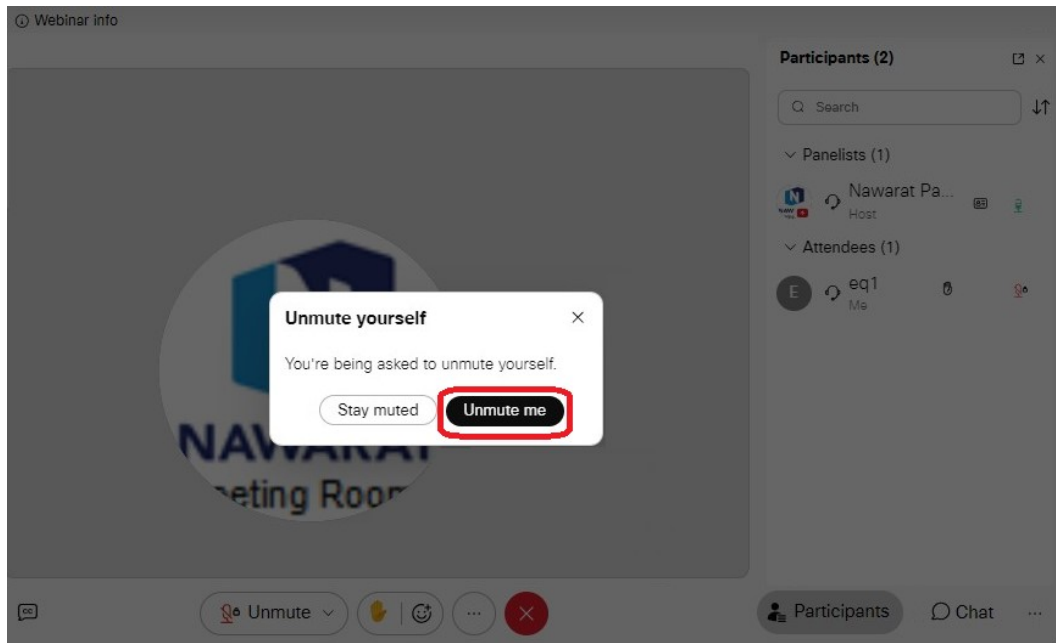 Webinar info
Participants (2)
Search
Panelists (1)
Nawarat Pa...
Host
Attendees (1)
E
eq1
Me
Unmute yourself
You're being asked to unmute yourself.
Stay muted
Unmute me
NAWARAT
eting Room
CC
Unmute
Participants
Chat